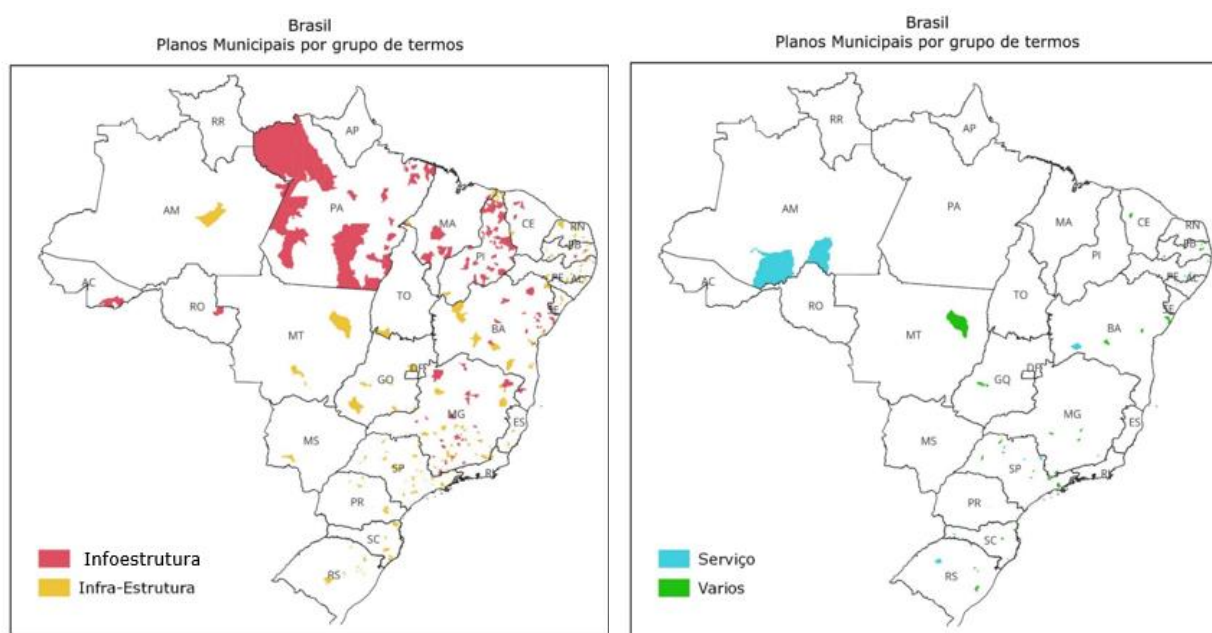 Brasil
Planos Municipais por grupo de termos
RR
AP
AM
PA
MA
CE
RN
PB
PI
PE
AL
AC
SE
TO
RO
BA
MT
DF
GO
MG
ES
MS
SP
RJ
PR
SC
RS
Infoestrutura
Infra-Estrutura
Brasil
Planos Municipais por grupo de termos
RR
AP
AM
PA
MA
CE
RN
PB
PI
PE
AL
AC
SE
TO
RO
BA
MT
DF
GO
MG
ES
MS
SP
RJ
PR
SC
RS
Serviço
Varios